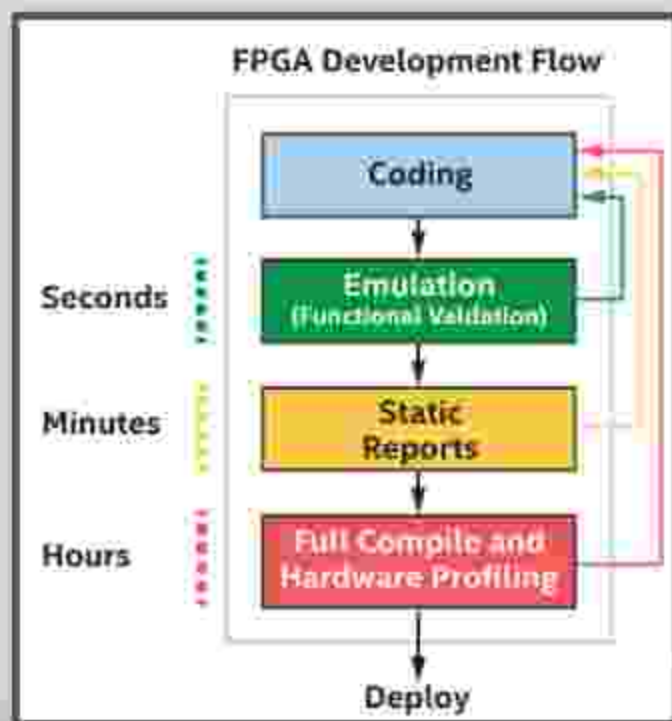 FPGA Development Flow
Coding
Seconds
Emulation
(Functional Validation)
Minutes
Static
Reports
Hours
Full Compile and
Hardware Profiling
Deploy